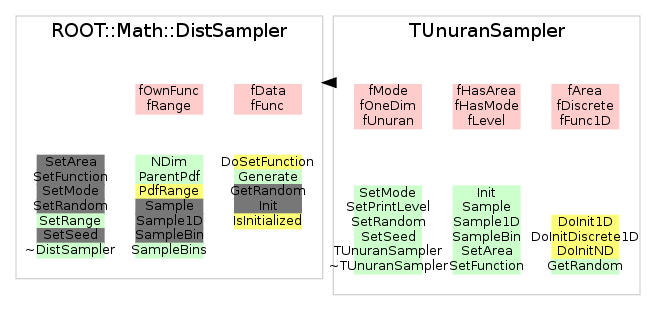 ROOT::Math::DistSampler
fOwnFunc
fRange
fData
fFunc
SetArea
SetFunction
SetMode
SetRandom
SetRange
SetSeed
~DistSampler
NDim
ParentPdf
PdfRange
Sample
Sample1D
SampleBin
SampleBins
DoSetFunction
Generate
GetRandom
Init
IsInitialized
TUnuranSampler
fMode
fOneDim
fUnuran
fHasArea
fHasMode
fLevel
fArea
fDiscrete
fFunc1D
SetMode
SetPrintLevel
SetRandom
SetSeed
TUnuranSampler
~TUnuranSampler
Init
Sample
Sample1D
SampleBin
SetArea
SetFunction
DoInit1D
DoInitDiscrete1D
DoInitND
GetRandom